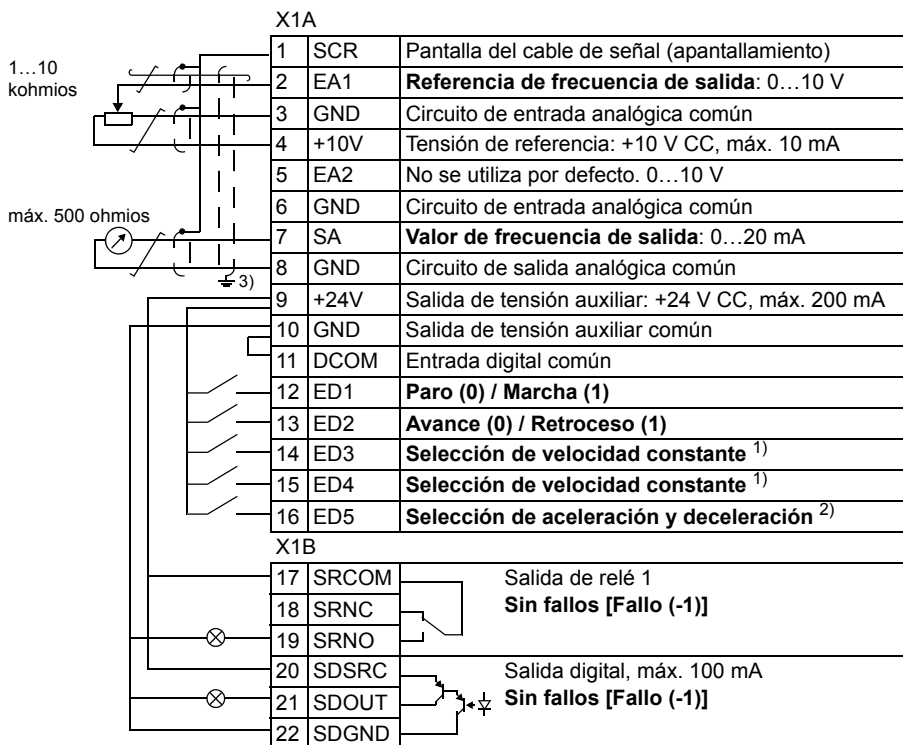 X1A
1…10 kohmios
máx. 500 ohmios
3)
1 SCR Pantalla del cable de señal (apantallamiento)
2 EA1 Referencia de frecuencia de salida: 0…10 V
3 GND Circuito de entrada analógica común
4 +10V Tensión de referencia: +10 V CC, máx. 10 mA
5 EA2 No se utiliza por defecto. 0…10 V
6 GND Circuito de entrada analógica común
7 SA Valor de frecuencia de salida: 0…20 mA
8 GND Circuito de salida analógica común
9 +24V Salida de tensión auxiliar: +24 V CC, máx. 200 mA
10 GND Salida de tensión auxiliar común
11 DCOM Entrada digital común
12 ED1 Paro (0) / Marcha (1)
13 ED2 Avance (0) / Retroceso (1)
14 ED3 Selección de velocidad constante 1)
15 ED4 Selección de velocidad constante 1)
16 ED5 Selección de aceleración y deceleración 2)
X1B
17 SRCOM Salida de relé 1
18 SRNC Sin fallos [Fallo (-1)]
19 SRNO
20 SDSRC Salida digital, máx. 100 mA
21 SDOUT Sin fallos [Fallo (-1)]
22 SDGND